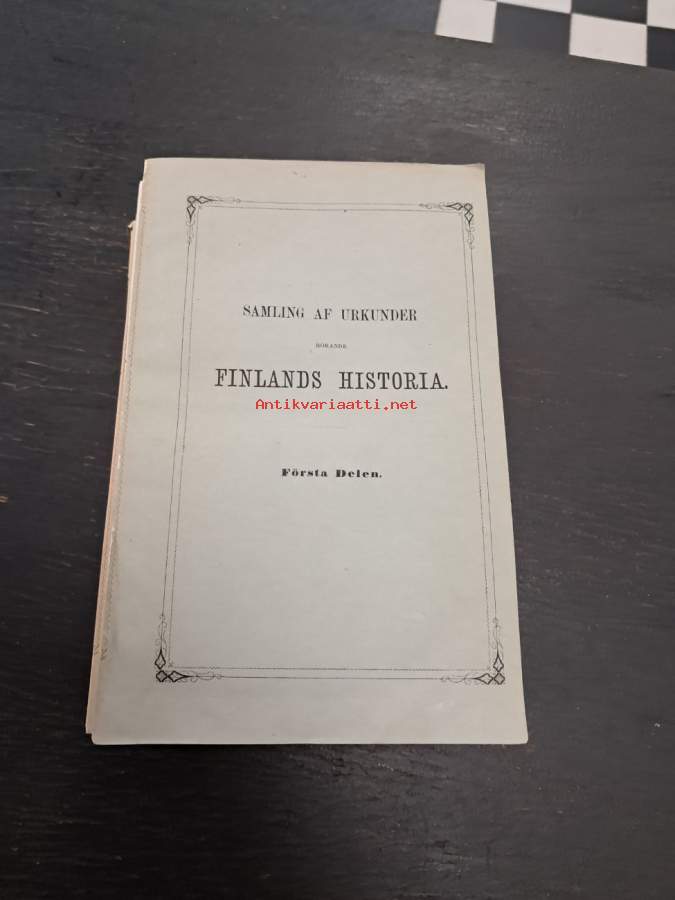 SAMLING AF URKUNDER
RÖRANDE
FINLANDS HISTORIA.
Antikvariaatti.net
Första Delen.